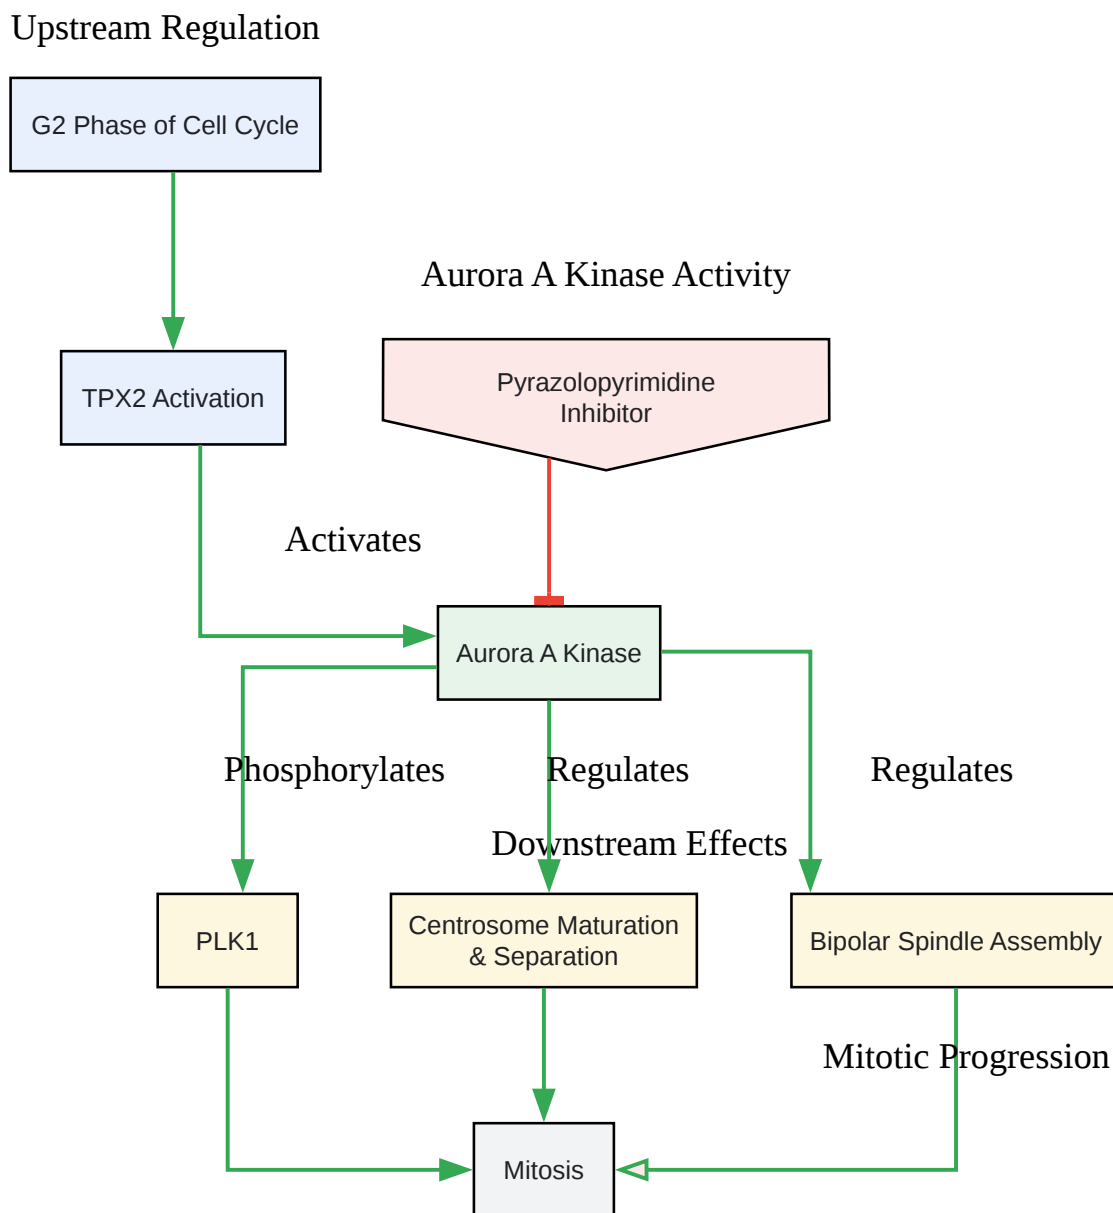 Upstream Regulation
G2 Phase of Cell Cycle
Aurora A Kinase Activity
TPX2 Activation
Pyrazolopyrimidine
Inhibitor
Activates
Aurora A Kinase
Phosphorylates
Regulates
Regulates
Downstream Effects
PLK1
Centrosome Maturation
& Separation
Bipolar Spindle Assembly
Mitotic Progression
Mitosis